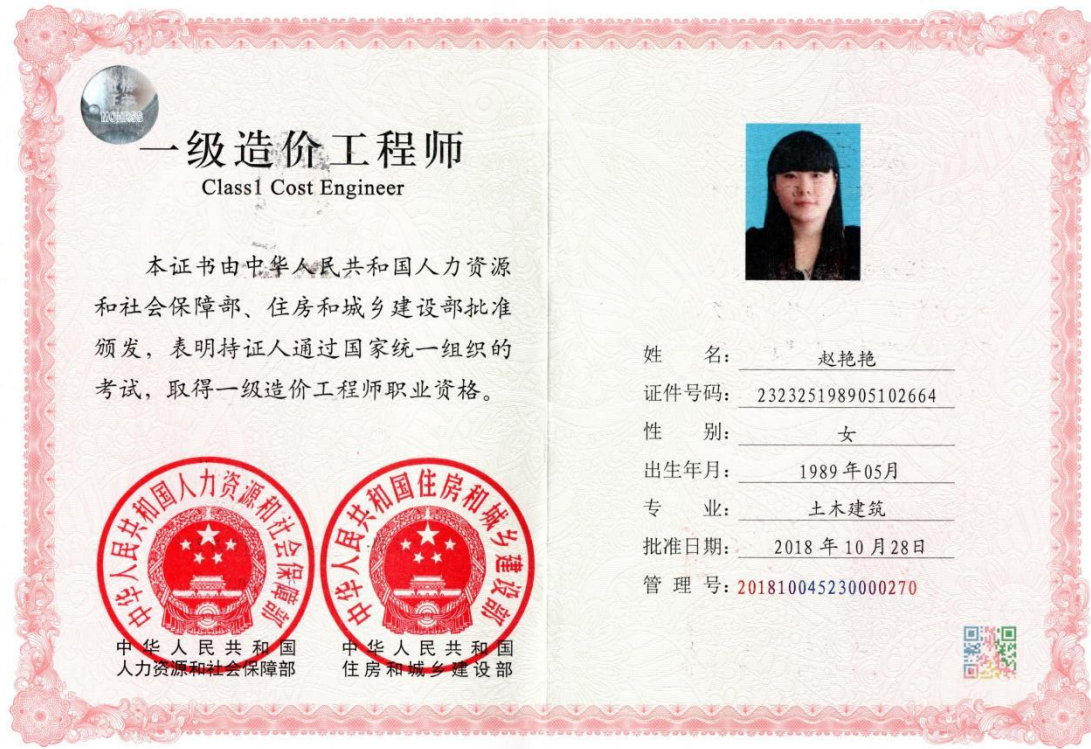 MOHRSS
一级造价工程师
Class1 Cost Engineer
本证书由中华人民共和国人力资源
和社会保障部、住房和城乡建设部批准
颁发，表明持证人通过国家统一组织的
考试，取得一级造价工程师职业资格。
中华人民共和国人力资源和社会保障部
中华人民共和国住房和城乡建设部
中华人民共和国
人力资源和社会保障部
中华人民共和国
住房和城乡建设部
姓 名: 赵艳艳
证件号码: 232325198905102664
性 别: 女
出生年月: 1989年05月
专 业: 土木建筑
批准日期: 2018年10月28日
管 理 号: 201810045230000270